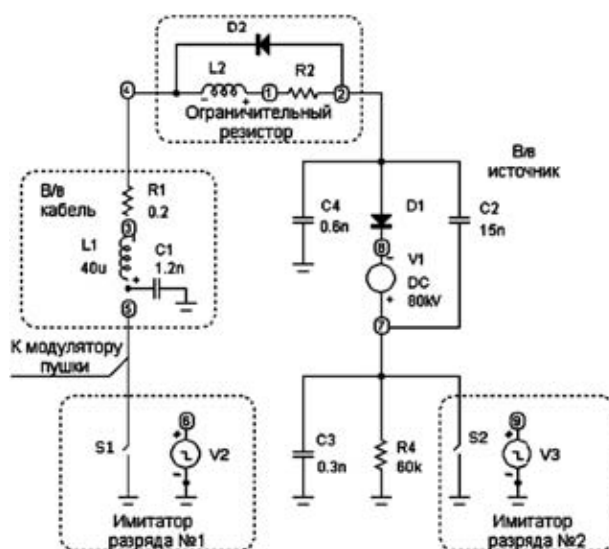 D2
L2
R2
4
1
2
- +
Ограничительный
резистор
В/в
кабель
R1
0.2
3
L1
40u
+
C1
1.2n
5
К модулятору
пушки
C4
0.6n
D1
8
-
V1
DC
80kV
+
7
В/в
источник
C2
15n
S1
6
+
V2
-
Имитатор
разряда №1
C3
0.3n
R4
60k
S2
9
+
V3
-
Имитатор
разряда №2